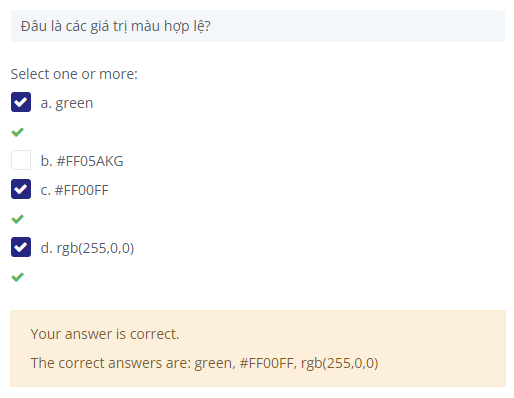 Đâu là các giá trị màu hợp lệ?
Select one or more:
a. green
b. #FF05AKG
c. #FF00FF
d. rgb(255,0,0)
Your answer is correct.
The correct answers are: green, #FF00FF, rgb(255,0,0)